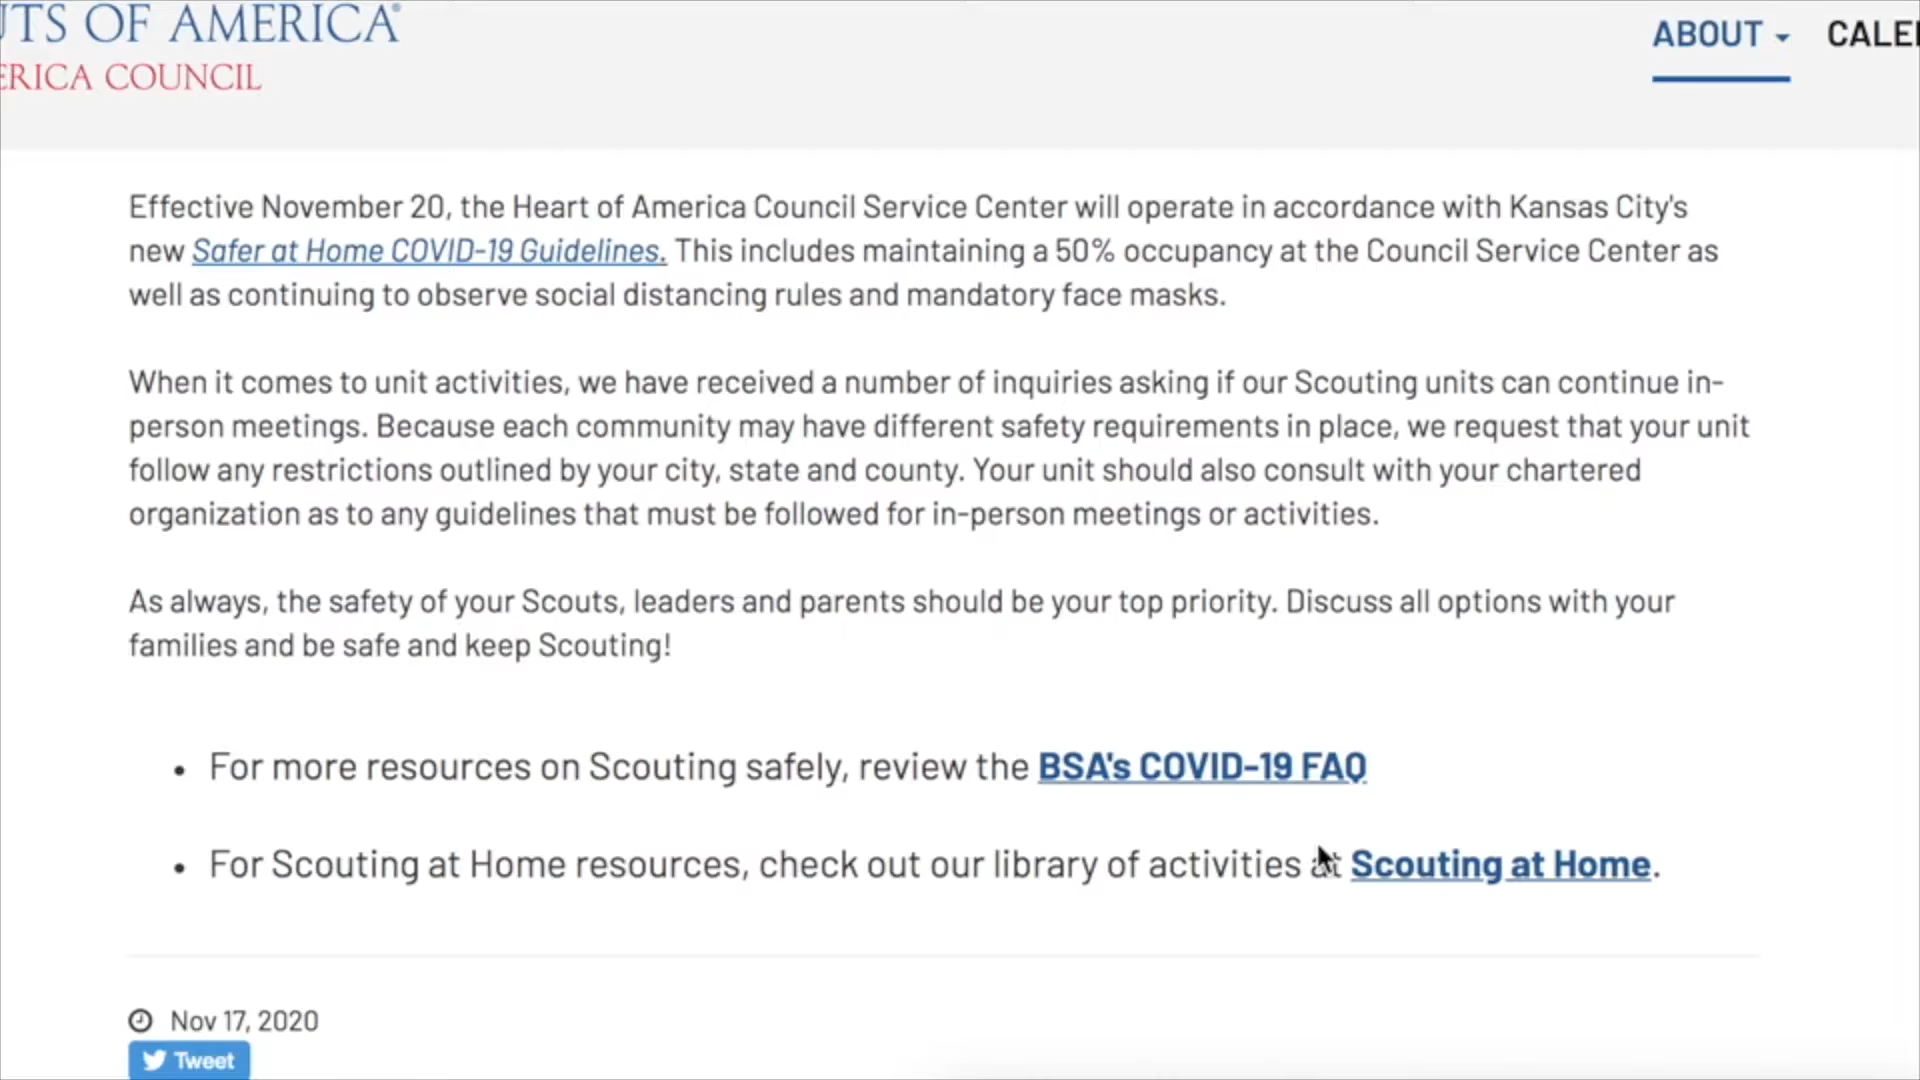 OF AMERICA®
COUNCIL
ABOUT
Effective November 20, the Heart of America Council Service Center will operate in accordance with Kansas City's
new Safer at Home COVID-19 Guidelines. This includes maintaining a 50% occupancy at the Council Service Center as
well as continuing to observe social distancing rules and mandatory face masks.
When it comes to unit activities, we have received a number of inquiries asking if our Scouting units can continue in-
person meetings. Because each community may have different safety requirements in place, we request that your unit
follow any restrictions outlined by your city, state and county. Your unit should also consult with your chartered
organization as to any guidelines that must be followed for in-person meetings or activities.
As always, the safety of your Scouts, leaders and parents should be your top priority. Discuss all options with your
families and be safe and keep Scouting!
• For more resources on Scouting safely, review the BSA's COVID-19 FAQ
• For Scouting at Home resources, check out our library of activities at Scouting at Home.
Nov 17, 2020
Tweet